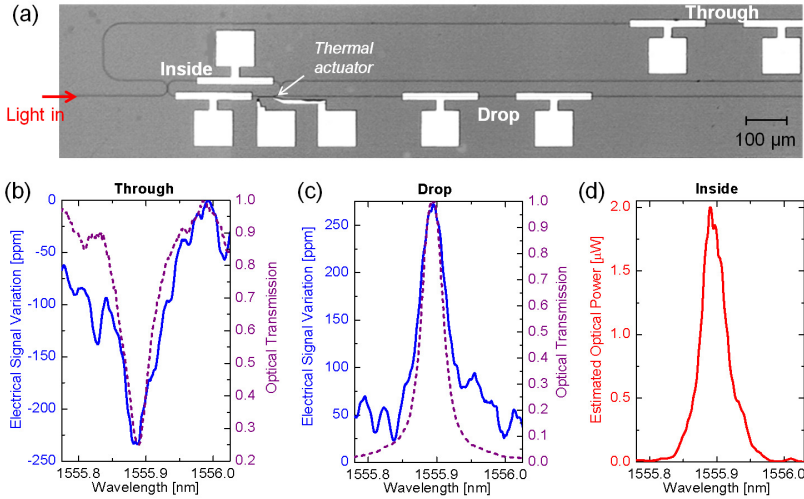 (a)
Through
Inside
Thermal
actuator
Light in
Drop
100 µm
(b)
Through
Electrical Signal Variation [ppm]
0
-50
-100
-150
-200
-250
1555.8
1555.9
1556.0
Wavelength [nm]
1.0
0.9
0.8
0.7
0.6
0.5
0.4
0.3
0.2
Optical Transmission
(c)
Drop
Electrical Signal Variation [ppm]
250
200
150
100
50
0
1555.8
1555.9
1556.0
Wavelength [nm]
1.0
0.9
0.8
0.7
0.6
0.5
0.4
0.3
0.2
0.1
0.0
Optical Transmission
(d)
Inside
Estimated Optical Power [µW]
2.0
1.5
1.0
0.5
0.0
1555.8
1555.9
1556.0
Wavelength [nm]